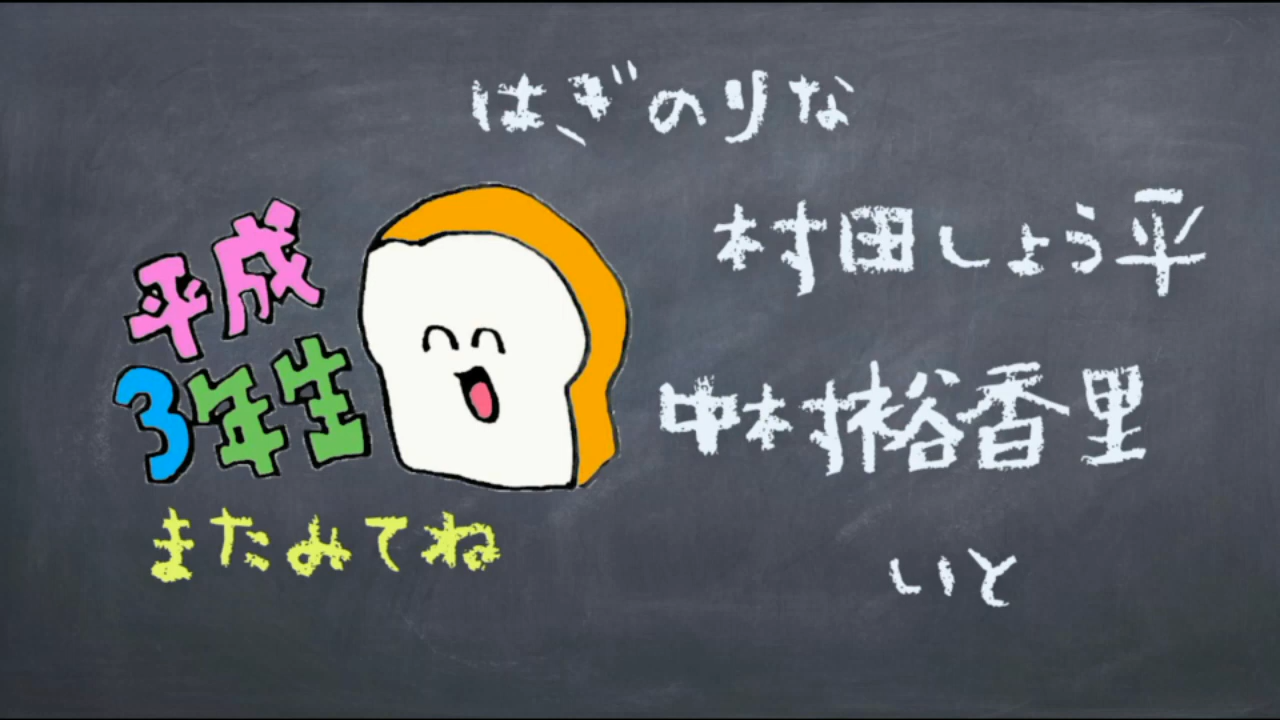 はぎのりな
村田しょう平
平成
3年生
中村裕香里
またみてね
いと